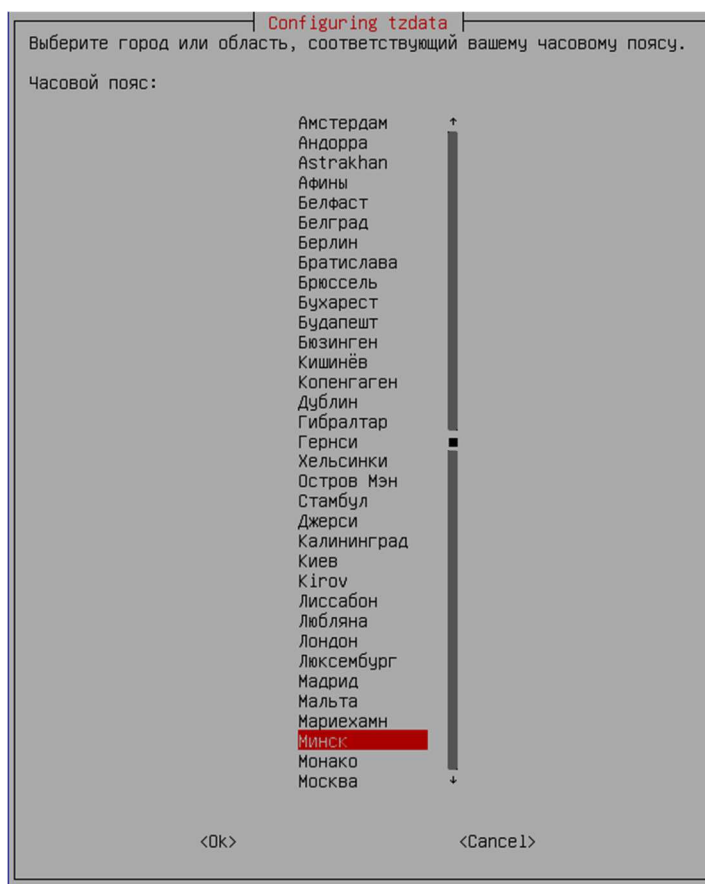 Configuring tzdata
Выберите город или область, соответствующий вашему часовому поясу.
Часовой пояс:
Амстердам
Андорра
Astrakhan
Афины
Белфаст
Белград
Берлин
Братислава
Брюссель
Бухарест
Будапешт
Бюзинген
Кишинёв
Копенгаген
Дублин
Гибралтар
Гернси
Хельсинки
Остров Мэн
Стамбул
Джерси
Калининград
Киев
Kirov
Лиссабон
Любляна
Лондон
Люксембург
Мадрид
Мальта
Мариехамн
Минск
Монако
Москва
<Ok> <Cancel>